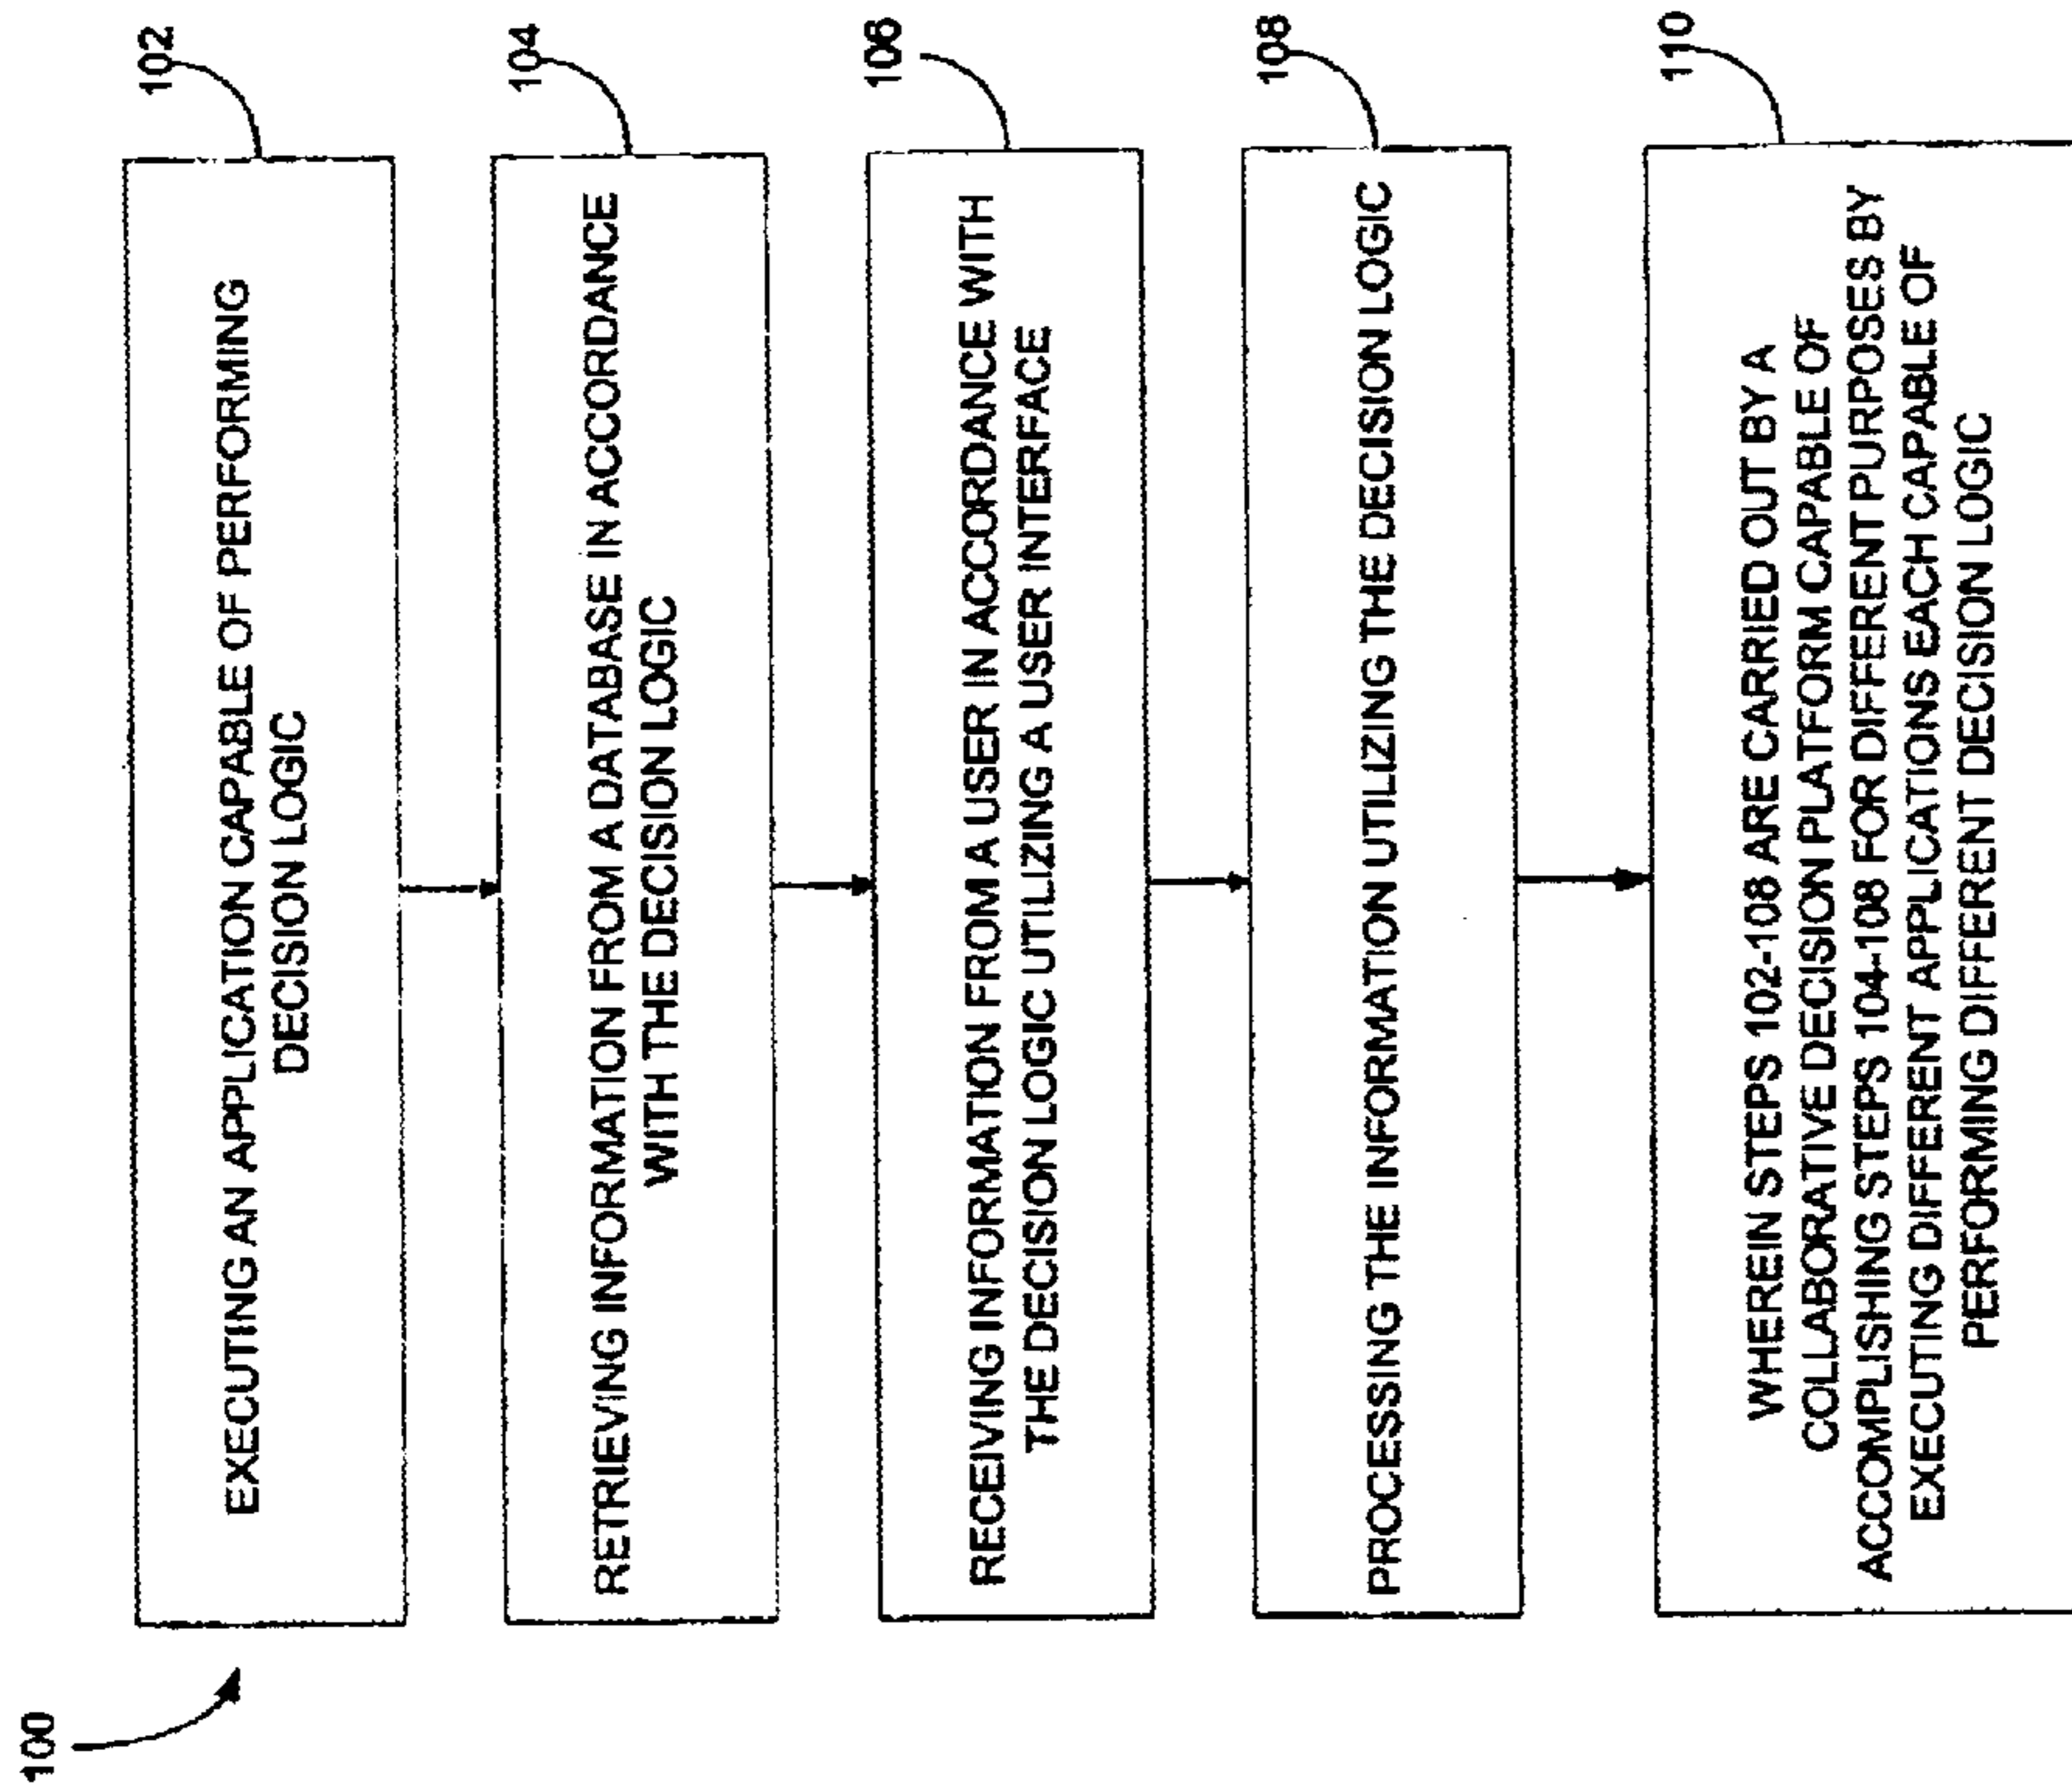 100
102
EXECUTING AN APPLICATION CAPABLE OF PERFORMING
DECISION LOGIC
104
RETRIEVING INFORMATION FROM A DATABASE IN ACCORDANCE
WITH THE DECISION LOGIC
106
RECEIVING INFORMATION FROM A USER IN ACCORDANCE WITH
THE DECISION LOGIC UTILIZING A USER INTERFACE
108
PROCESSING THE INFORMATION UTILIZING THE DECISION LOGIC
110
WHEREIN STEPS 102-108 ARE CARRIED OUT BY A
COLLABORATIVE DECISION PLATFORM CAPABLE OF
ACCOMPLISHING STEPS 104-108 FOR DIFFERENT PURPOSES BY
EXECUTING DIFFERENT APPLICATIONS EACH CAPABLE OF
PERFORMING DIFFERENT DECISION LOGIC